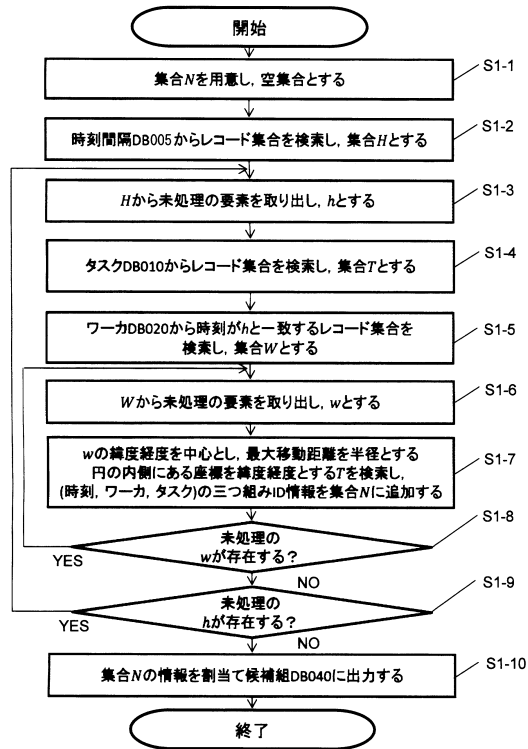 開始
集合Nを用意し, 空集合とする
S1-1
時刻間隔DB005からレコード集合を検索し, 集合Hとする
S1-2
Hから未処理の要素を取り出し, hとする
S1-3
タスクDB010からレコード集合を検索し, 集合Tとする
S1-4
ワーカDB020から時刻がhと一致するレコード集合を
検索し, 集合Wとする
S1-5
Wから未処理の要素を取り出し, wとする
S1-6
wの緯度経度を中心とし, 最大移動距離を半径とする
円の内側にある座標を緯度経度とするTを検索し,
(時刻, ワーカ, タスク)の三つ組みID情報を集合Nに追加する
S1-7
未処理の
wが存在する？
S1-8
YES
NO
未処理の
hが存在する？
S1-9
YES
NO
集合Nの情報を割当て候補組DB040に出力する
S1-10
終了